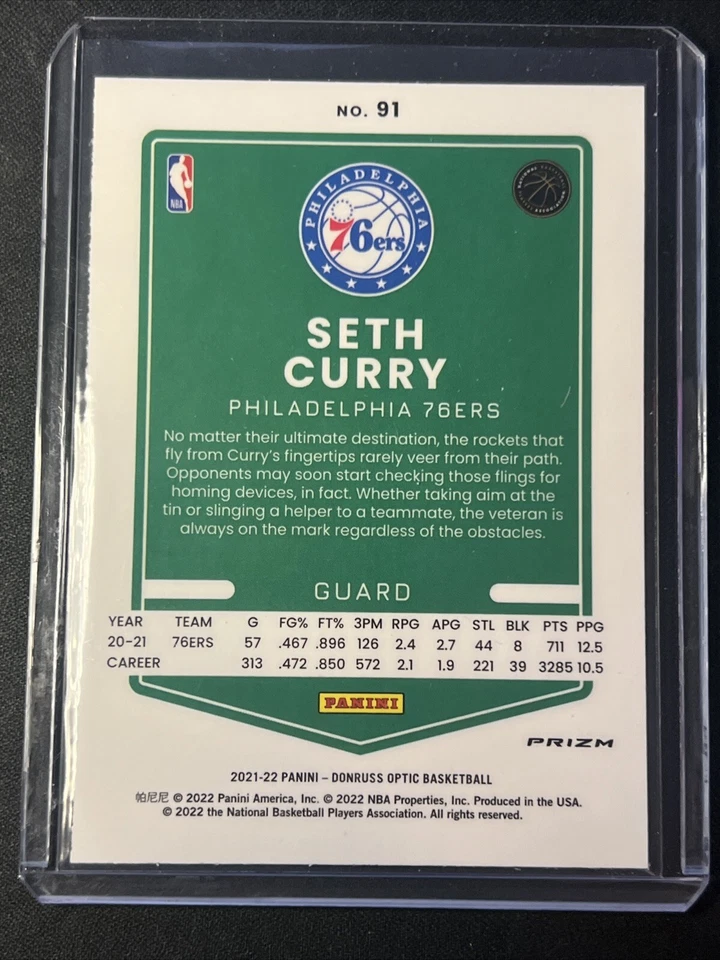 NO. 91
NBA
PHILADELPHIA
76ers
SETH
CURRY
PHILADELPHIA 76ERS
No matter their ultimate destination, the rockets that
fly from Curry's fingertips rarely veer from their path.
Opponents may soon start checking those flings for
homing devices, in fact. Whether taking aim at the
tin or slinging a helper to a teammate, the veteran is
always on the mark regardless of the obstacles.
GUARD
YEAR TEAM G FG% FT% 3PM RPG APG STL BLK PTS PPG
20-21 76ERS 57 .467 .896 126 2.4 2.7 44 8 711 12.5
CAREER 313 .472 .850 572 2.1 1.9 221 39 3285 10.5
PANINI
PRIZM
2021-22 PANINI – DONRUSS OPTIC BASKETBALL
帕尼尼 © 2022 Panini America, Inc. © 2022 NBA Properties, Inc. Produced in the USA.
© 2022 the National Basketball Players Association. All rights reserved.